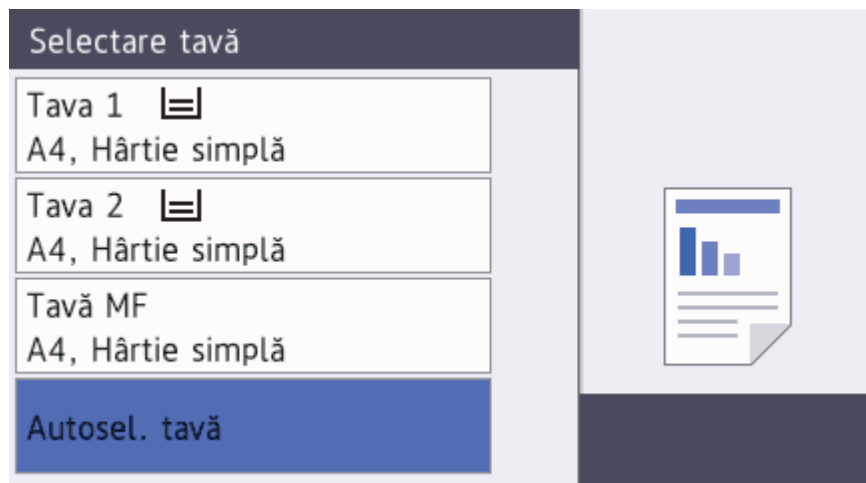 Selectare tavă
Tava 1
A4, Hârtie simplă
Tava 2
A4, Hârtie simplă
Tavă MF
A4, Hârtie simplă
Autosel. tavă